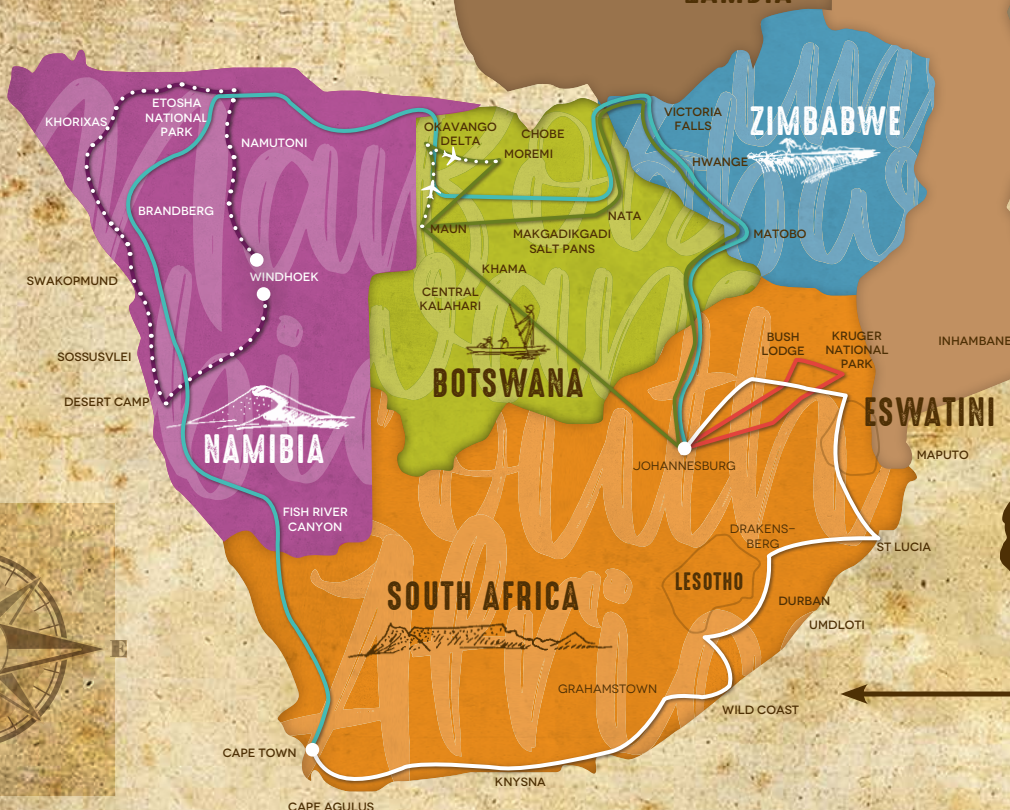 ZAMBIA
ETOSHA
NATIONAL
PARK
KHORIXAS
NAMUTONI
OKAVANGO
DELTA
CHOBE
MOREMI
VICTORIA
FALLS
ZIMBABWE
HWANGE
BRANDBERG
MAUN
NATA
MAKGADIKGADI
SALT PANS
MATOBO
SWAKOPMUND
WINDHOEK
KHAMA
CENTRAL
KALAHARI
SOSSUSVLEI
DESERT CAMP
BOTSWANA
BUSH
LODGE
KRUGER
NATIONAL
PARK
INHAMBANE
ESWATINI
NAMIBIA
JOHANNESBURG
MAPUTO
FISH RIVER
CANYON
DRAKENS-
BERG
ST LUCIA
SOUTH AFRICA
LESOTHO
DURBAN
UMDLOTI
E
GRAHAMSTOWN
WILD COAST
CAPE TOWN
KNYSNA
CAPE AGULUS